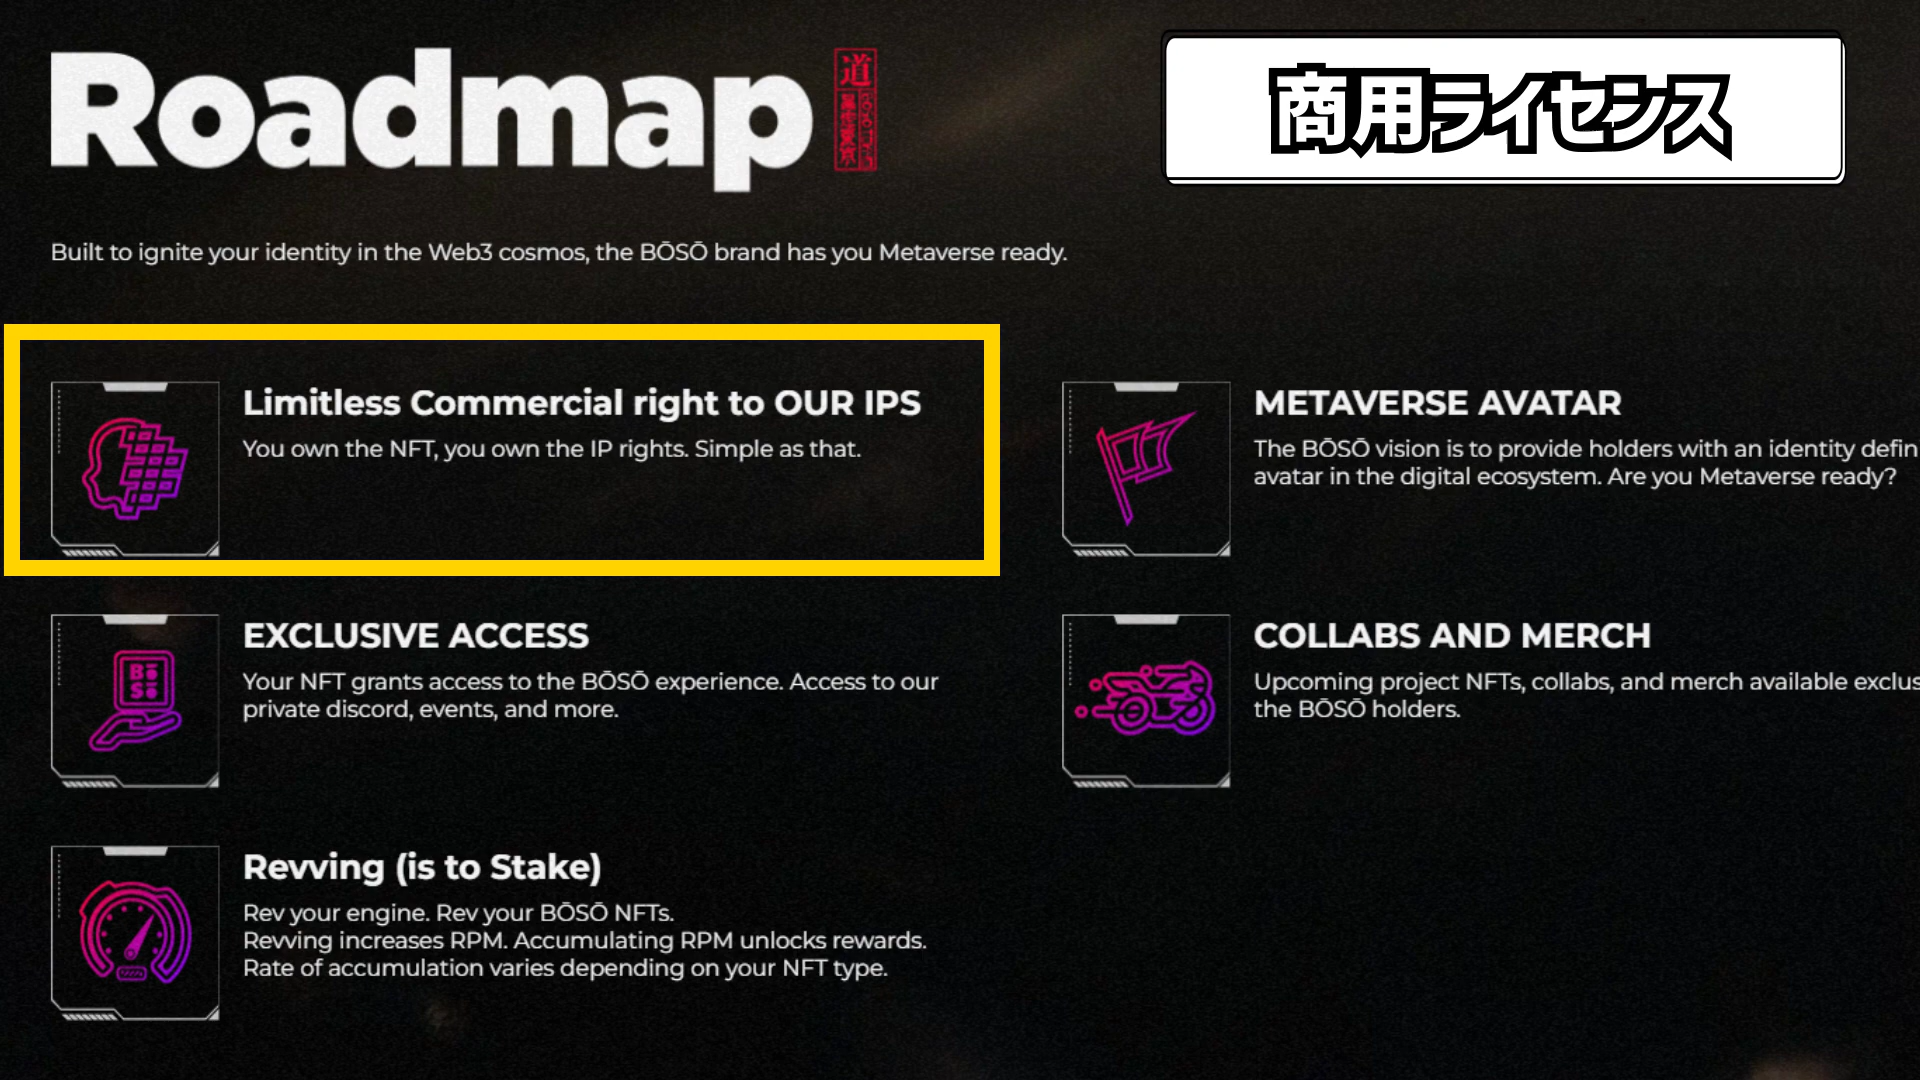 Roadmap
道
商用ライセンス
Built to ignite your identity in the Web3 cosmos, the BŌSŌ brand has you Metaverse ready.
Limitless Commercial right to OUR IPS
You own the NFT, you own the IP rights. Simple as that.
METAVERSE AVATAR
The BŌSŌ vision is to provide holders with an identity defin
avatar in the digital ecosystem. Are you Metaverse ready?
EXCLUSIVE ACCESS
Your NFT grants access to the BŌSŌ experience. Access to our
private discord, events, and more.
BŌ
SŌ
COLLABS AND MERCH
Upcoming project NFTs, collabs, and merch available exclus
the BŌSŌ holders.
Revving (is to Stake)
Rev your engine. Rev your BŌSŌ NFTs.
Revving increases RPM. Accumulating RPM unlocks rewards.
Rate of accumulation varies depending on your NFT type.